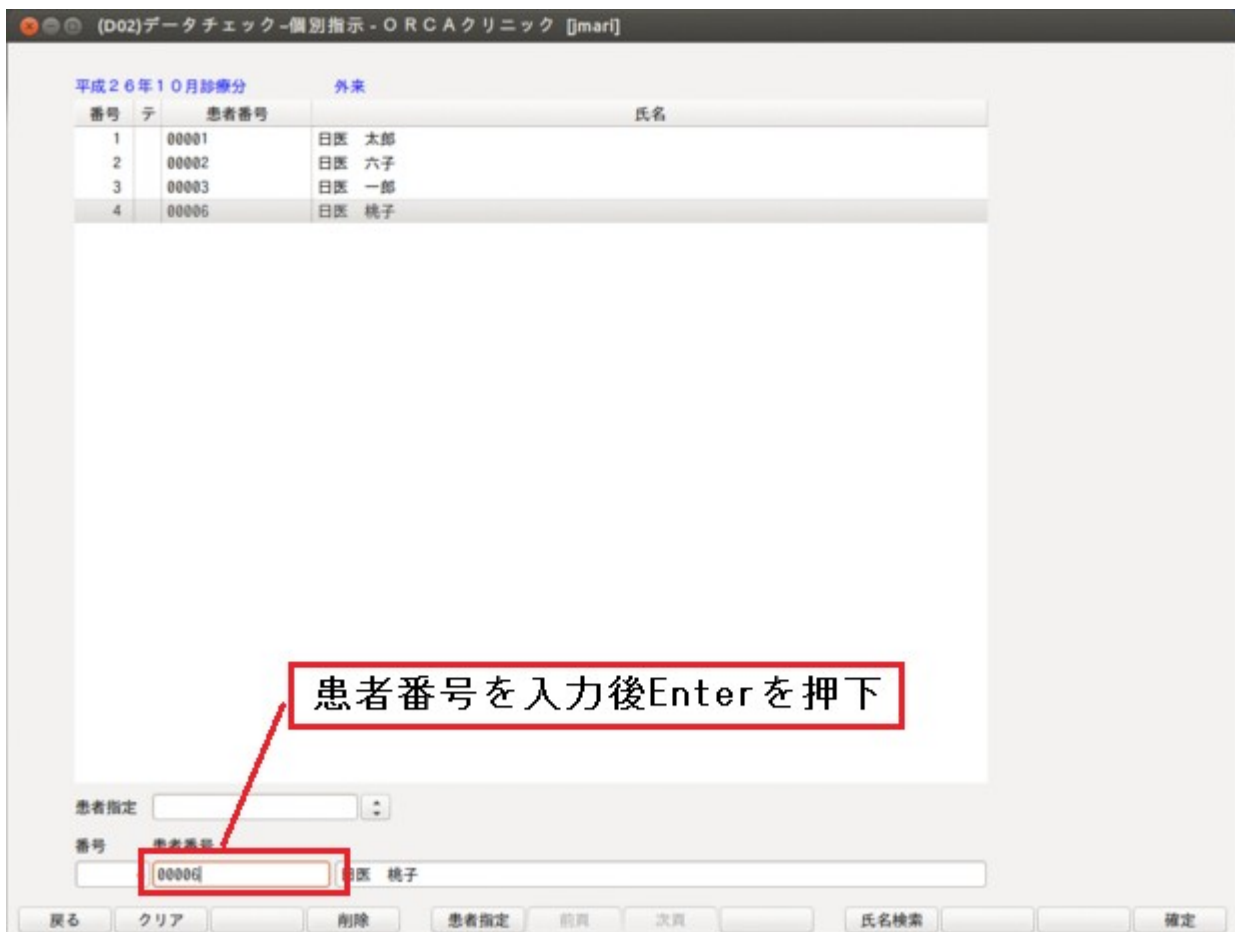 (D02)データチェック-個別指示 - ＯＲＣＡクリニック [jmari]
平成２６年１０月診療分 外来
番号 テ 患者番号 氏名
1 00001 日医 太郎
2 00002 日医 六子
3 00003 日医 一郎
4 00006 日医 桃子
患者番号を入力後Enterを押下
患者指定
番号 患者番号
00006 日医 桃子
戻る クリア 削除 患者指定 前頁 次頁 氏名検索 確定